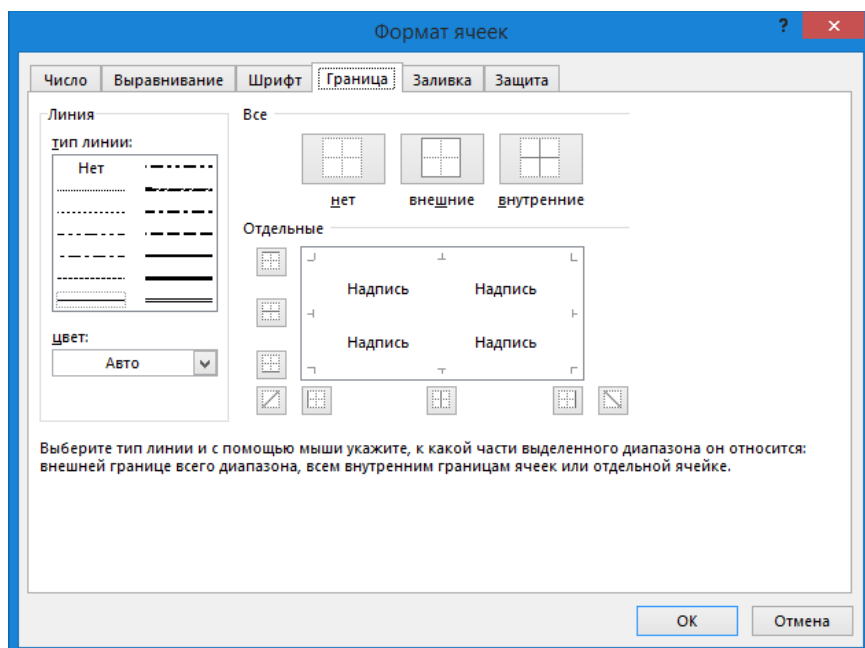 Формат ячеек
?
Число Выравнивание Шрифт Граница Заливка Защита
Линия
тип линии:
Нет
цвет:
Авто
Все
нет внешние внутренние
Отдельные
Надпись Надпись
Надпись Надпись
Выберите тип линии и с помощью мыши укажите, к какой части выделенного диапазона он относится:
внешней границе всего диапазона, всем внутренним границам ячеек или отдельной ячейке.
ОК Отмена